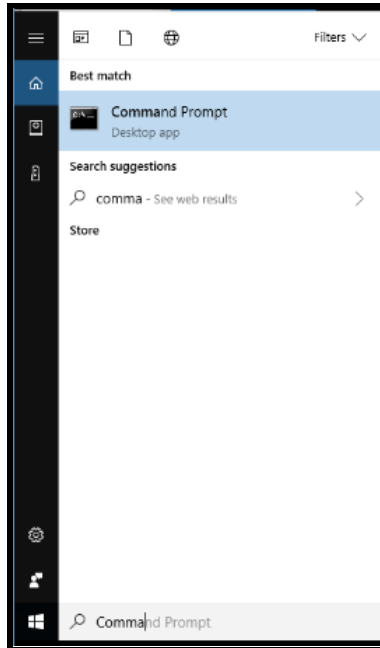 Filters
Best match
Command Prompt
Desktop app
Search suggestions
comma - See web results
Store
Command Prompt